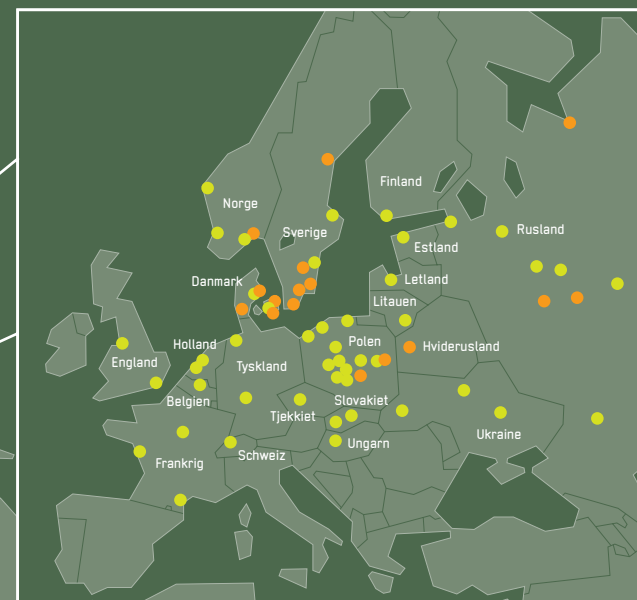 Finland
Norge
Rusland
Sverige
Estland
Danmark
Letland
Litauen
Holland
Polen
Hviderusland
England
Tyskland
Belgien
Slovakiet
Tjekkiet
Ukraine
Ungarn
Schweiz
Frankrig